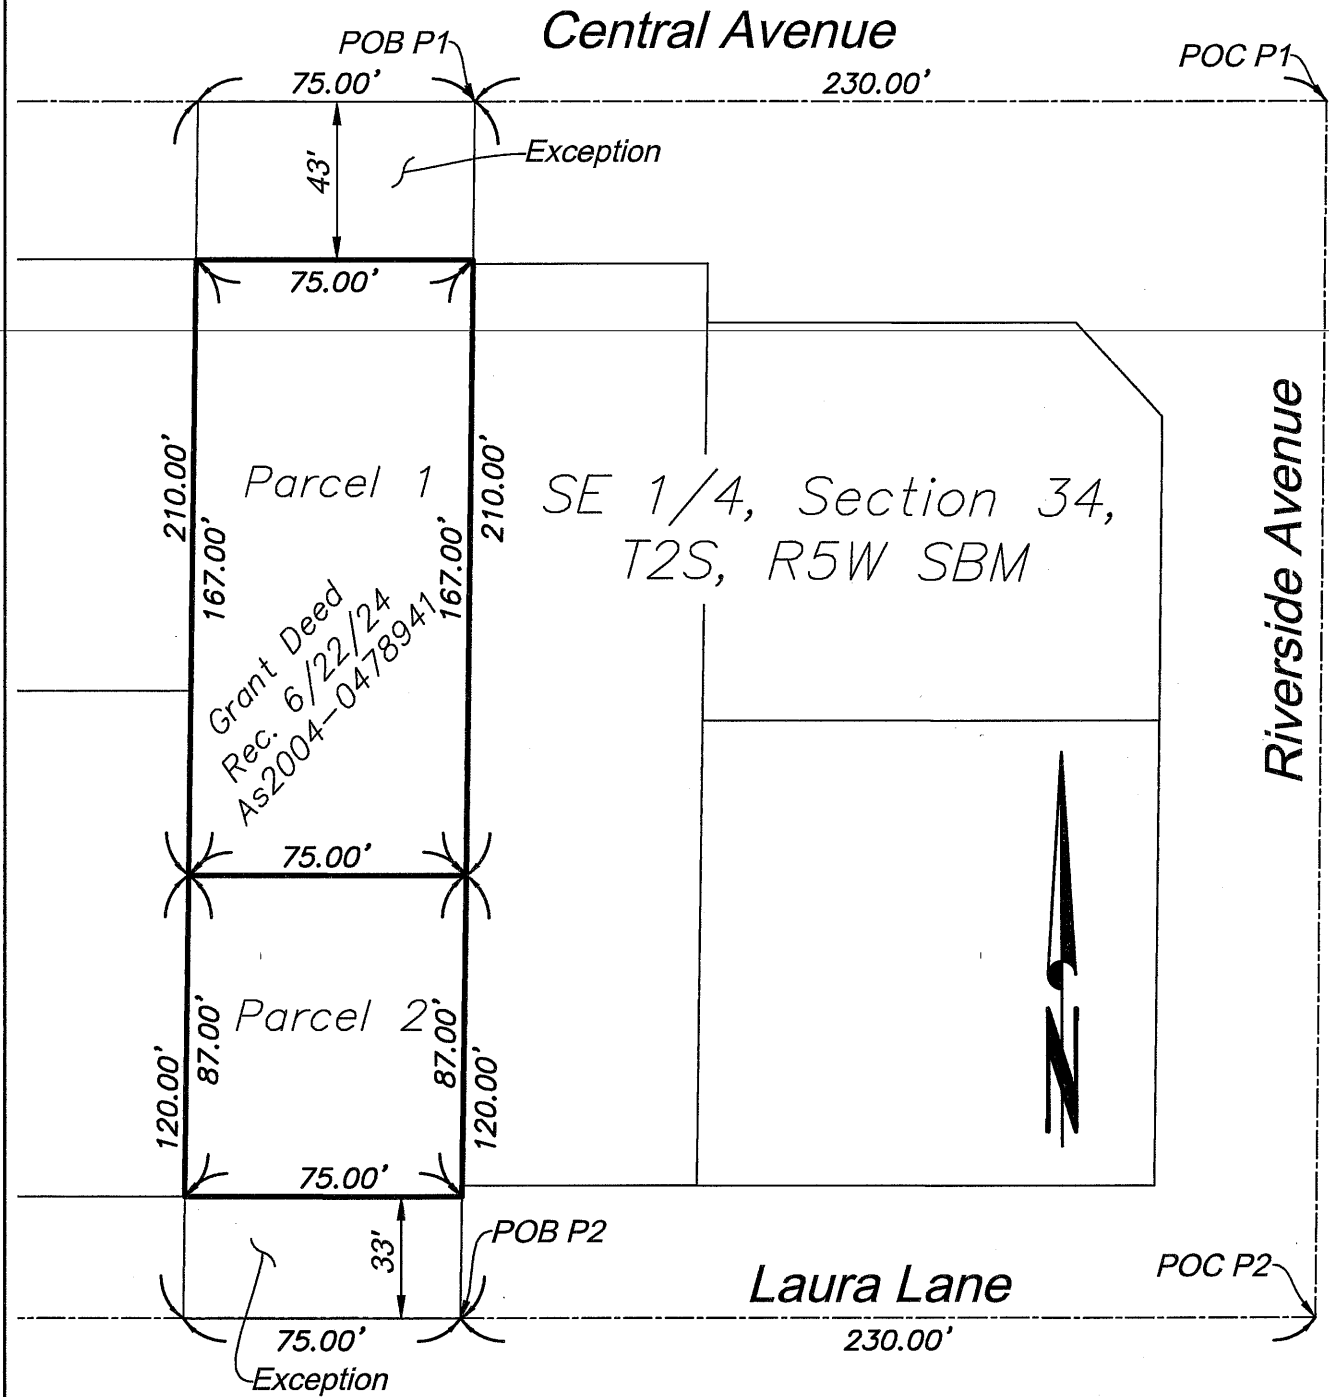 Central Avenue
POB P1
POC P1
75.00'
230.00'
43'
Exception
75.00'
210.00'
167.00'
Parcel 1
167.00'
210.00'
SE 1/4, Section 34,
T2S, R5W SBM
Riverside Avenue
Grant Deed
Rec. 6/22/24
As2004-0478941
75.00'
Parcel 2
120.00'
87.00'
87.00'
120.00'
N
75.00'
33'
POB P2
Laura Lane
POC P2
75.00'
230.00'
Exception